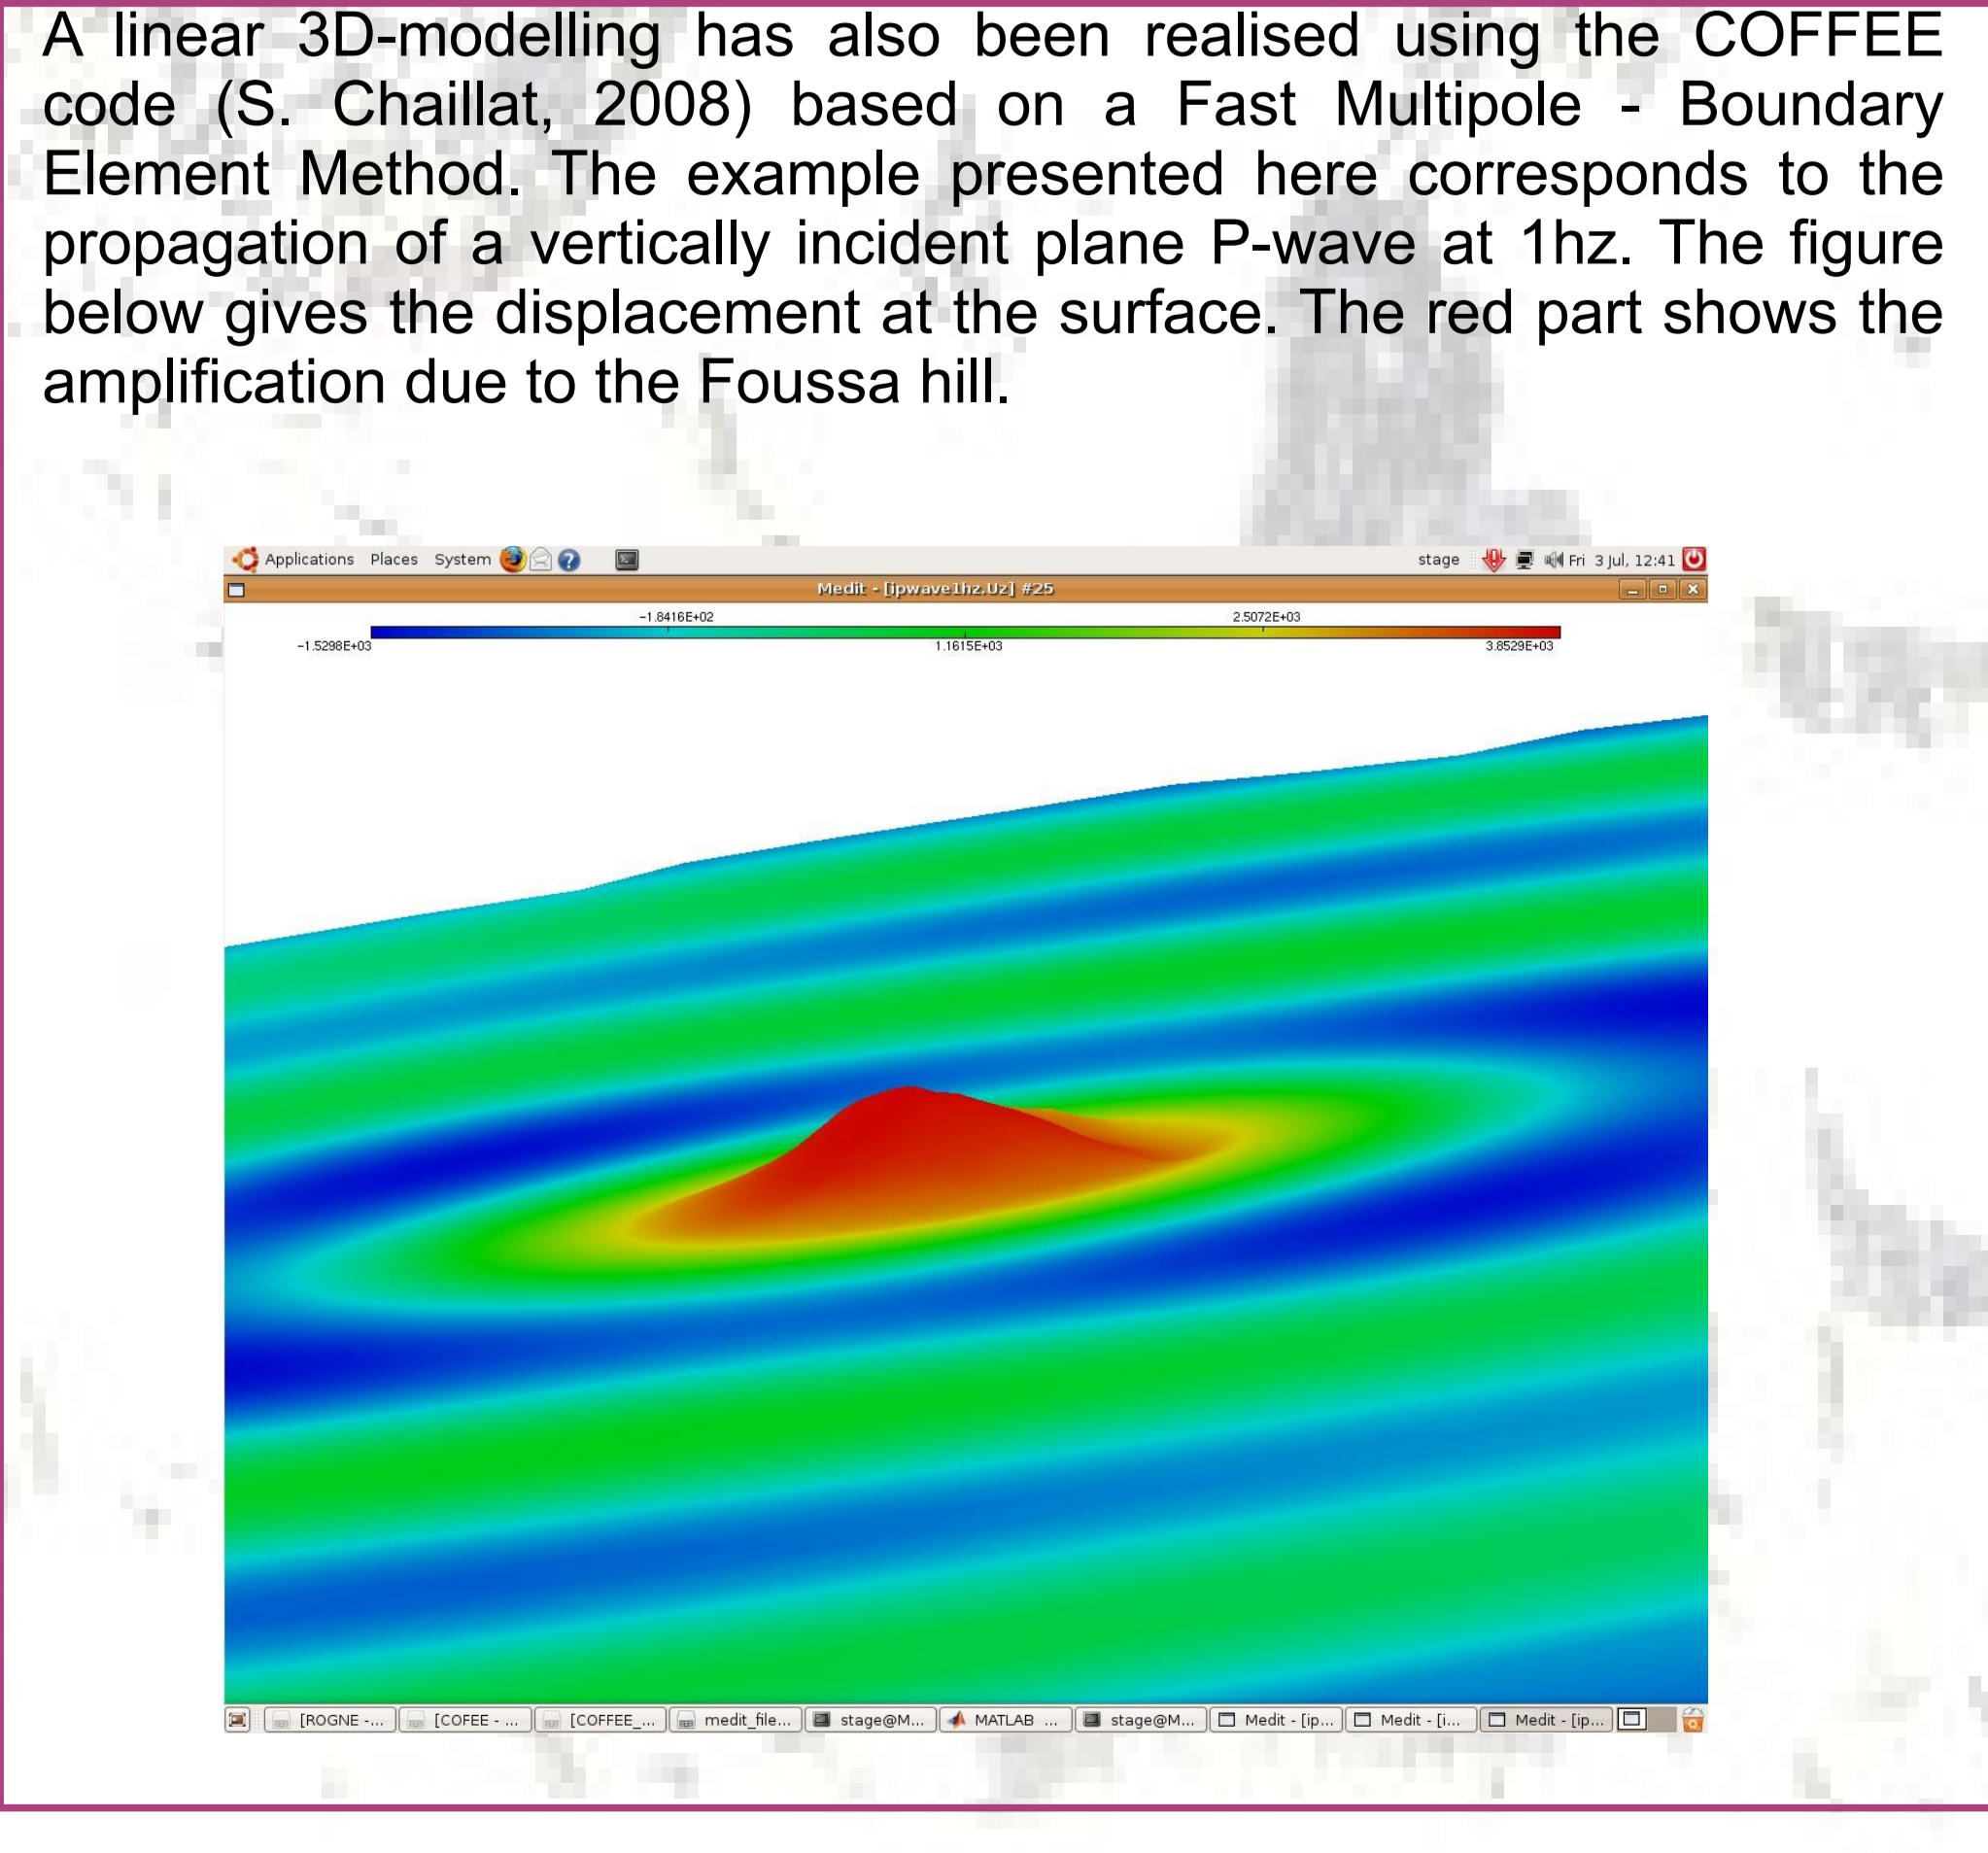 A linear 3D-modelling has also been realised using the COFFEE
code (S. Chaillat, 2008) based on a Fast Multipole - Boundary
Element Method. The example presented here corresponds to the
propagation of a vertically incident plane P-wave at 1hz. The figure
below gives the displacement at the surface. The red part shows the
amplification due to the Foussa hill.
Applications Places System stage Fri 3 Jul, 12:41
Medit - [ipwave1hz.Uz] #25
-1.8416E+02 2.5072E+03
-1.5298E+03 1.1615E+03 3.8529E+03
[ROGNE -... [COFEE - ... [COFFEE_... medit_file... stage@M... MATLAB ... stage@M... Medit - [ip... Medit - [i... Medit - [ip...